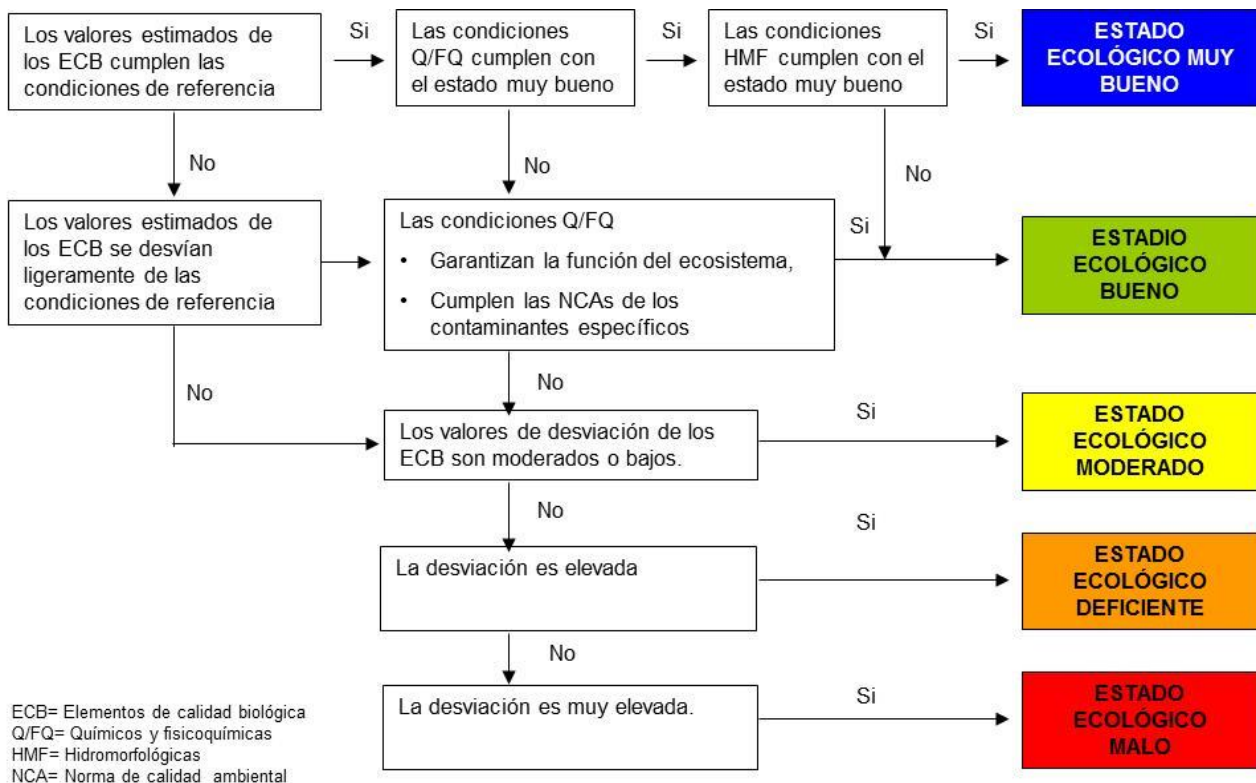 Los valores estimados de
los ECB cumplen las
condiciones de referencia
Si
Las condiciones
Q/FQ cumplen con
el estado muy bueno
Si
Las condiciones
HMF cumplen con el
estado muy bueno
Si
ESTADO
ECOLÓGICO MUY
BUENO
No
No
No
Los valores estimados de
los ECB se desvían
ligeramente de las
condiciones de referencia
Las condiciones Q/FQ
• Garantizan la función del ecosistema,
• Cumplen las NCAs de los
contaminantes específicos
Si
ESTADIO
ECOLÓGICO
BUENO
No
No
Los valores de desviación de los
ECB son moderados o bajos.
Si
ESTADO
ECOLÓGICO
MODERADO
No
La desviación es elevada
Si
ESTADO
ECOLÓGICO
DEFICIENTE
No
La desviación es muy elevada.
Si
ESTADO
ECOLÓGICO
MALO
ECB= Elementos de calidad biológica
Q/FQ= Químicos y fisicoquímicas
HMF= Hidromorfológicas
NCA= Norma de calidad ambiental